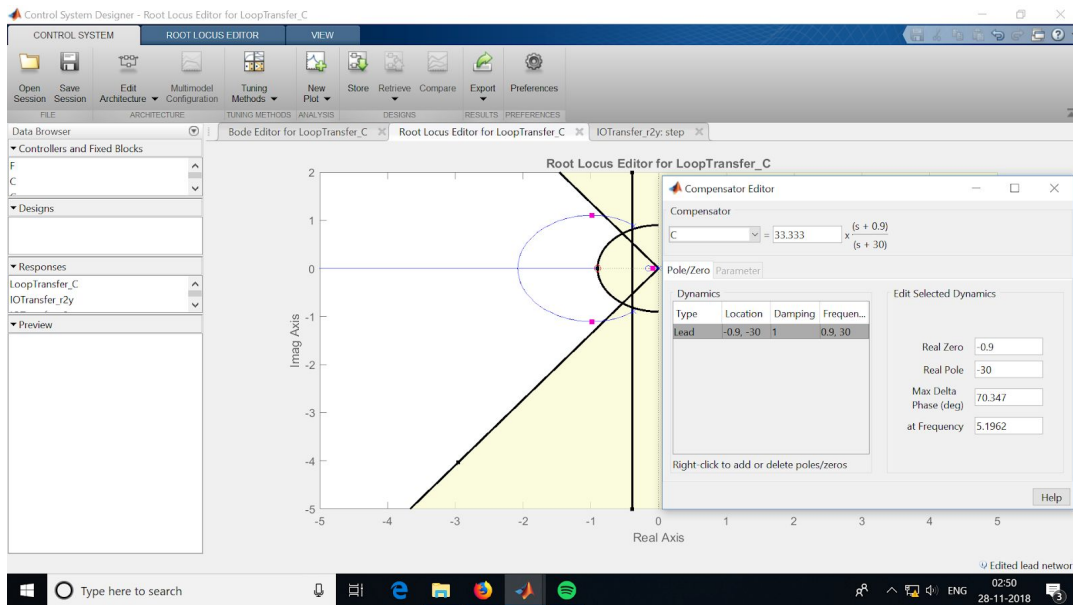 Control System Designer - Root Locus Editor for LoopTransfer_C
CONTROL SYSTEM ROOT LOCUS EDITOR VIEW
Open Session Save Session Edit Architecture Multimodel Configuration Tuning Methods New Plot Store Retrieve Compare Export Preferences
FILE ARCHITECTURE TUNING METHODS ANALYSIS DESIGNS RESULTS PREFERENCES
Data Browser
Bode Editor for LoopTransfer_C Root Locus Editor for LoopTransfer_C IOTransfer_r2y: step
Controllers and Fixed Blocks
F
C
Designs
Responses
LoopTransfer_C
IOTransfer_r2y
Preview
Root Locus Editor for LoopTransfer_C
2
1
0
-1
-2
-3
-4
-5
Imag Axis
-5 -4 -3 -2 -1 0 1 2 3 4 5
Real Axis
Compensator Editor
Compensator
C = 33.333 x (s + 0.9)
(s + 30)
Pole/Zero Parameter
Dynamics
Type Location Damping Frequen...
Lead -0.9, -30 1 0.9, 30
Right-click to add or delete poles/zeros
Edit Selected Dynamics
Real Zero -0.9
Real Pole -30
Max Delta Phase (deg) 70.347
at Frequency 5.1962
Help
Edited lead networ
Type here to search
ENG
02:50
28-11-2018
3